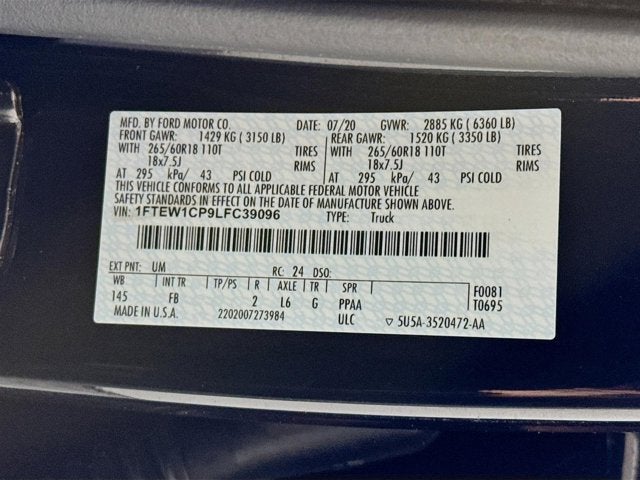 MFD. BY FORD MOTOR CO. DATE: 07/20 GVWR: 2885 KG ( 6360 LB)
FRONT GAWR: 1429 KG ( 3150 LB) REAR GAWR: 1520 KG ( 3350 LB)
WITH 265/60R18 110T TIRES WITH 265/60R18 110T TIRES
18x7.5J RIMS 18x7.5J RIMS
AT 295 kPa/ 43 PSI COLD AT 295 kPa/ 43 PSI COLD
THIS VEHICLE CONFORMS TO ALL APPLICABLE FEDERAL MOTOR VEHICLE
SAFETY STANDARDS IN EFFECT ON THE DATE OF MANUFACTURE SHOWN ABOVE.
VIN: 1FTEW1CP9LFC39096 TYPE: Truck
EXT PNT: UM RC: 24 DSO:
WB INT TR TP/PS R AXLE TR SPR F0081
145 FB 2 L6 G PPAA T0695
MADE IN U.S.A. 2202007273984 ULC ▽ 5U5A-3520472-AA